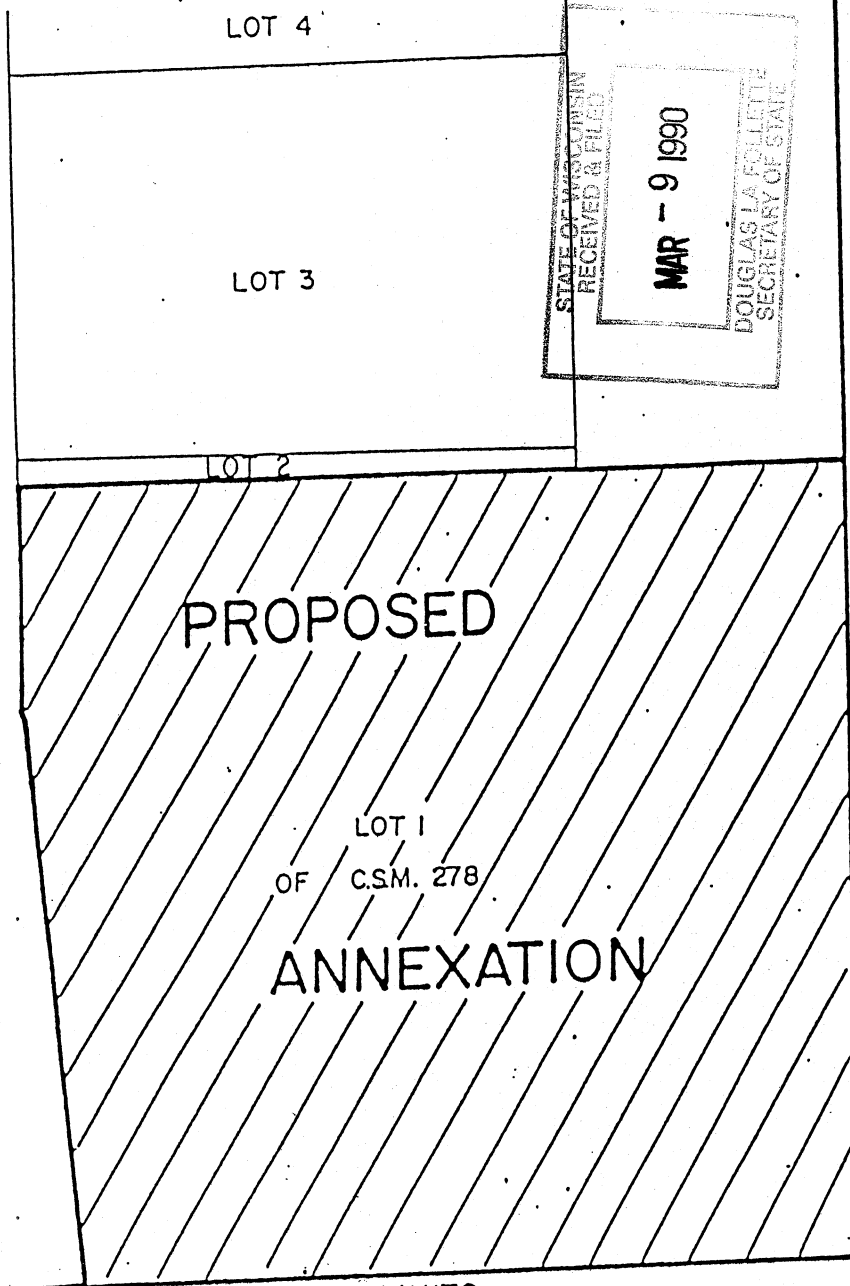 LOT 4
STATE OF WISCONSIN
RECEIVED & FILED
MAR - 9 1990
DOUGLAS LA FOLLETTE
SECRETARY OF STATE
LOT 3
LOT 2
PROPOSED
LOT 1
OF C.S.M. 278
ANNEXATION